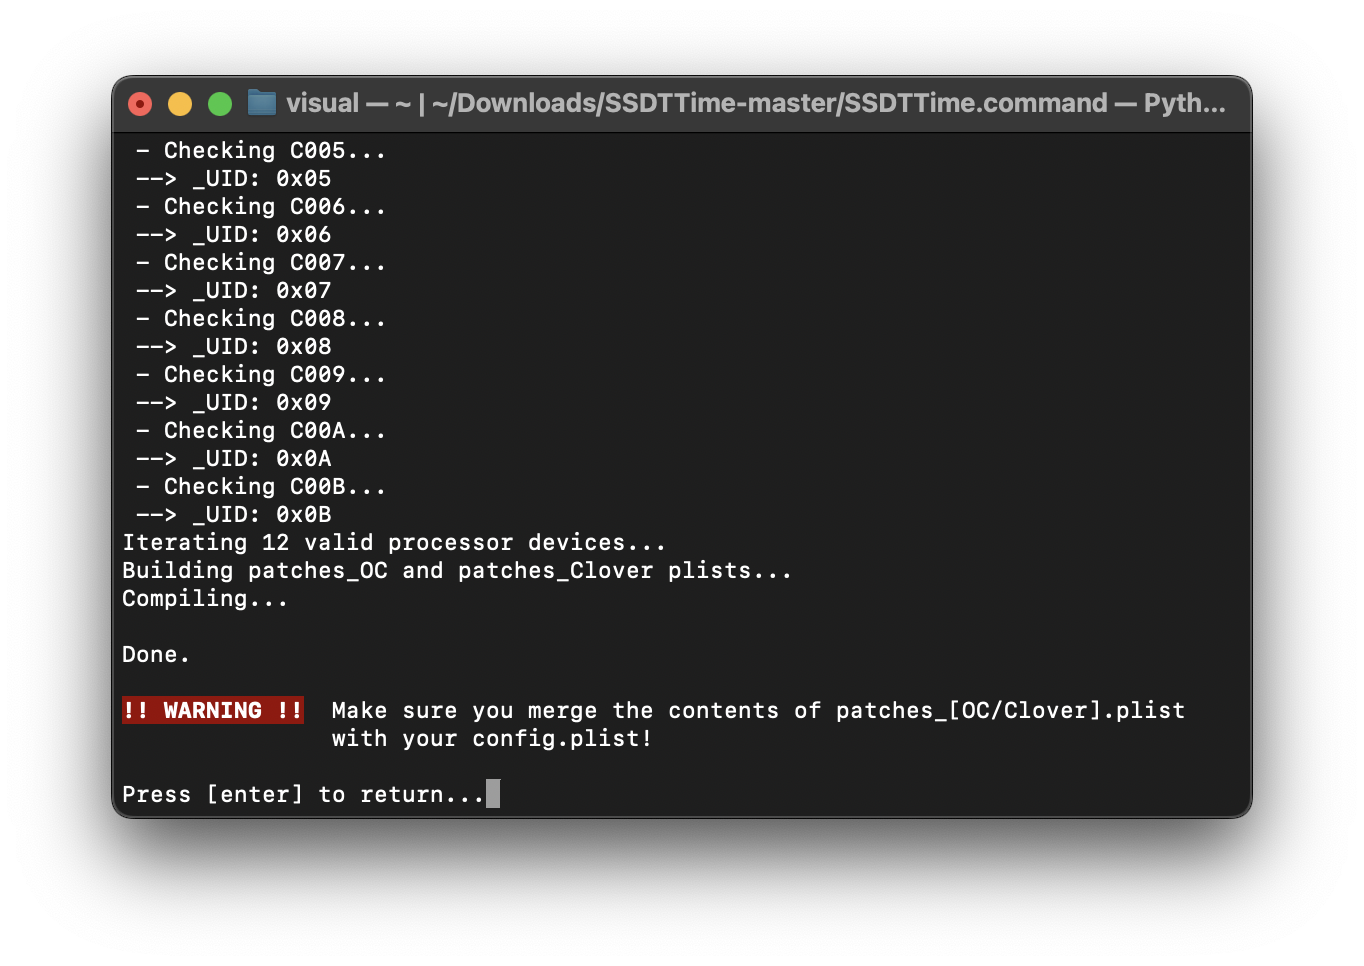 visual — ~ | ~/Downloads/SSDTTime-master/SSDTTime.command — Pyth...
- Checking C005...
--> _UID: 0x05
- Checking C006...
--> _UID: 0x06
- Checking C007...
--> _UID: 0x07
- Checking C008...
--> _UID: 0x08
- Checking C009...
--> _UID: 0x09
- Checking C00A...
--> _UID: 0x0A
- Checking C00B...
--> _UID: 0x0B
Iterating 12 valid processor devices...
Building patches_OC and patches_Clover plists...
Compiling...
Done.
!! WARNING !! Make sure you merge the contents of patches_[OC/Clover].plist
with your config.plist!
Press [enter] to return...